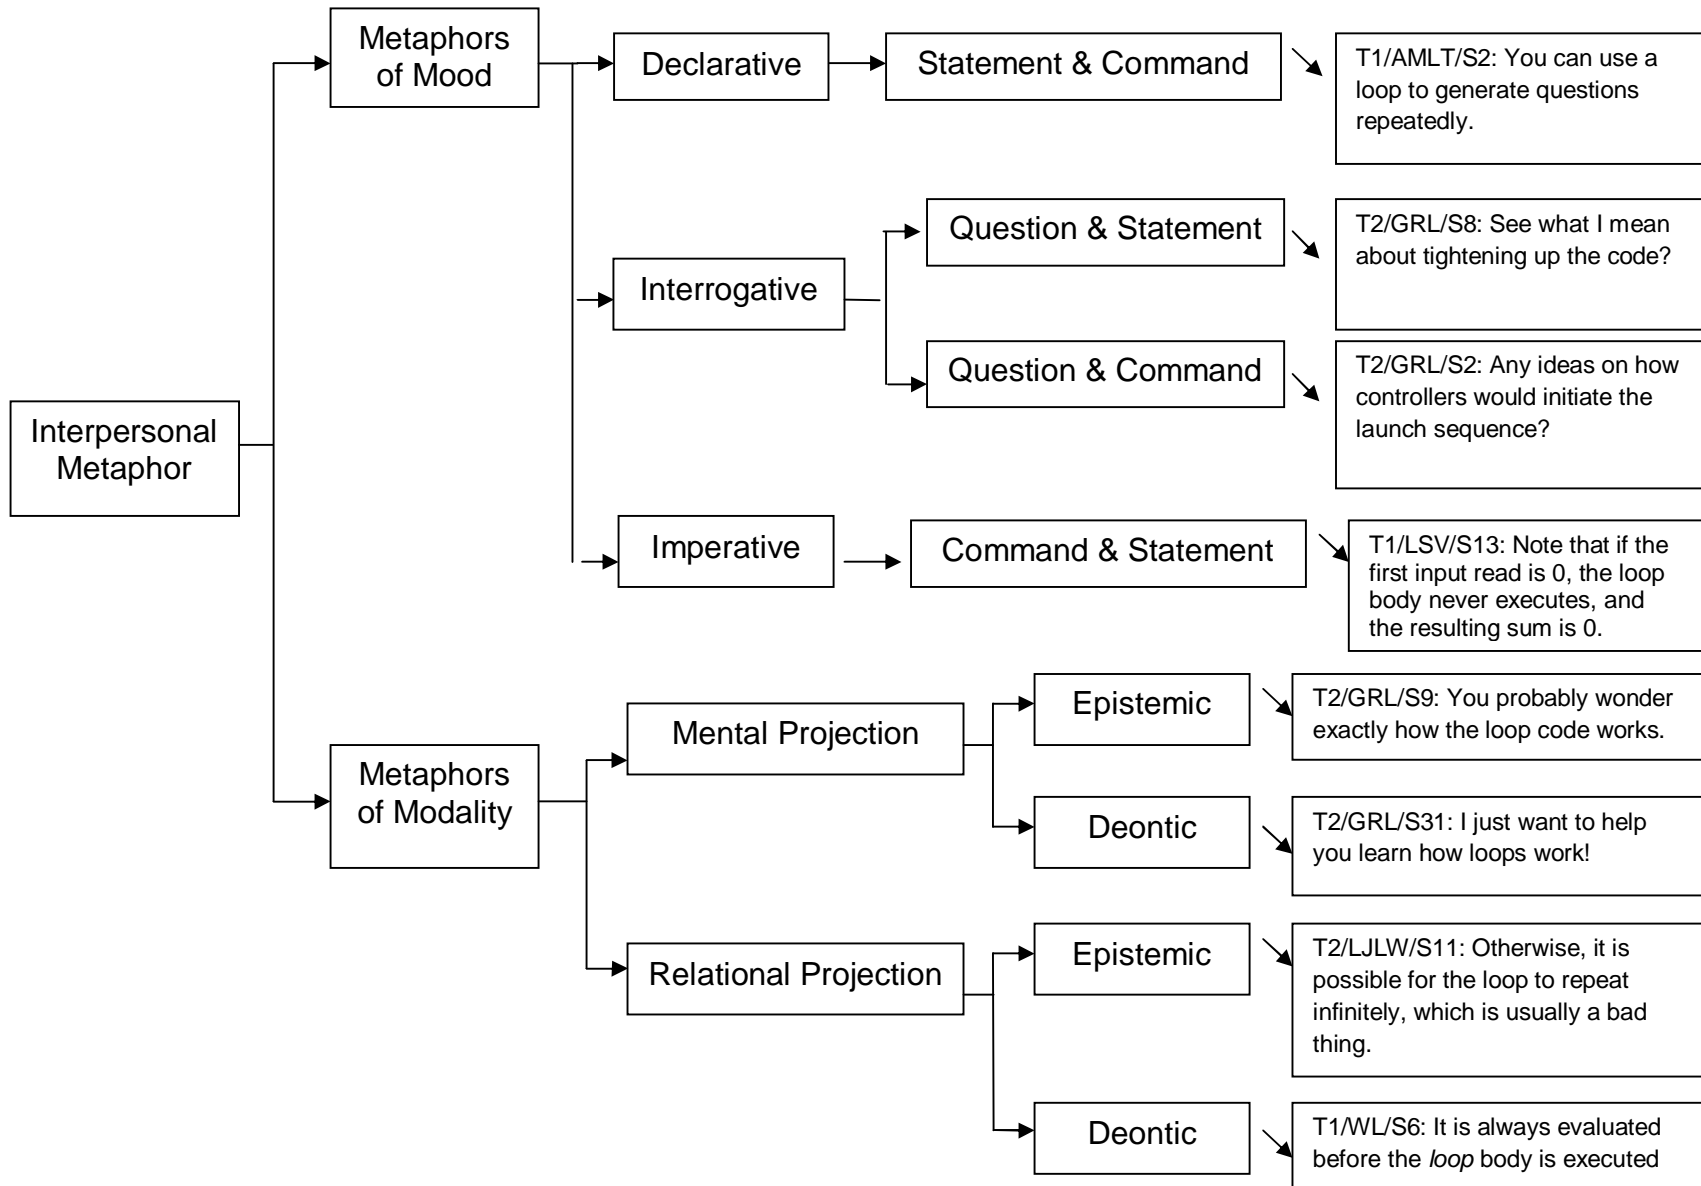 Metaphors
of Mood
Declarative
Statement & Command
T1/AMLT/S2: You can use a
loop to generate questions
repeatedly.
Question & Statement
T2/GRL/S8: See what I mean
about tightening up the code?
Interrogative
Question & Command
T2/GRL/S2: Any ideas on how
controllers would initiate the
launch sequence?
Interpersonal
Metaphor
Imperative
Command & Statement
T1/LSV/S13: Note that if the
first input read is 0, the loop
body never executes, and
the resulting sum is 0.
Metaphors
of Modality
Mental Projection
Epistemic
T2/GRL/S9: You probably wonder
exactly how the loop code works.
Deontic
T2/GRL/S31: I just want to help
you learn how loops work!
Relational Projection
Epistemic
T2/LJLW/S11: Otherwise, it is
possible for the loop to repeat
infinitely, which is usually a bad
thing.
Deontic
T1/WL/S6: It is always evaluated
before the loop body is executed